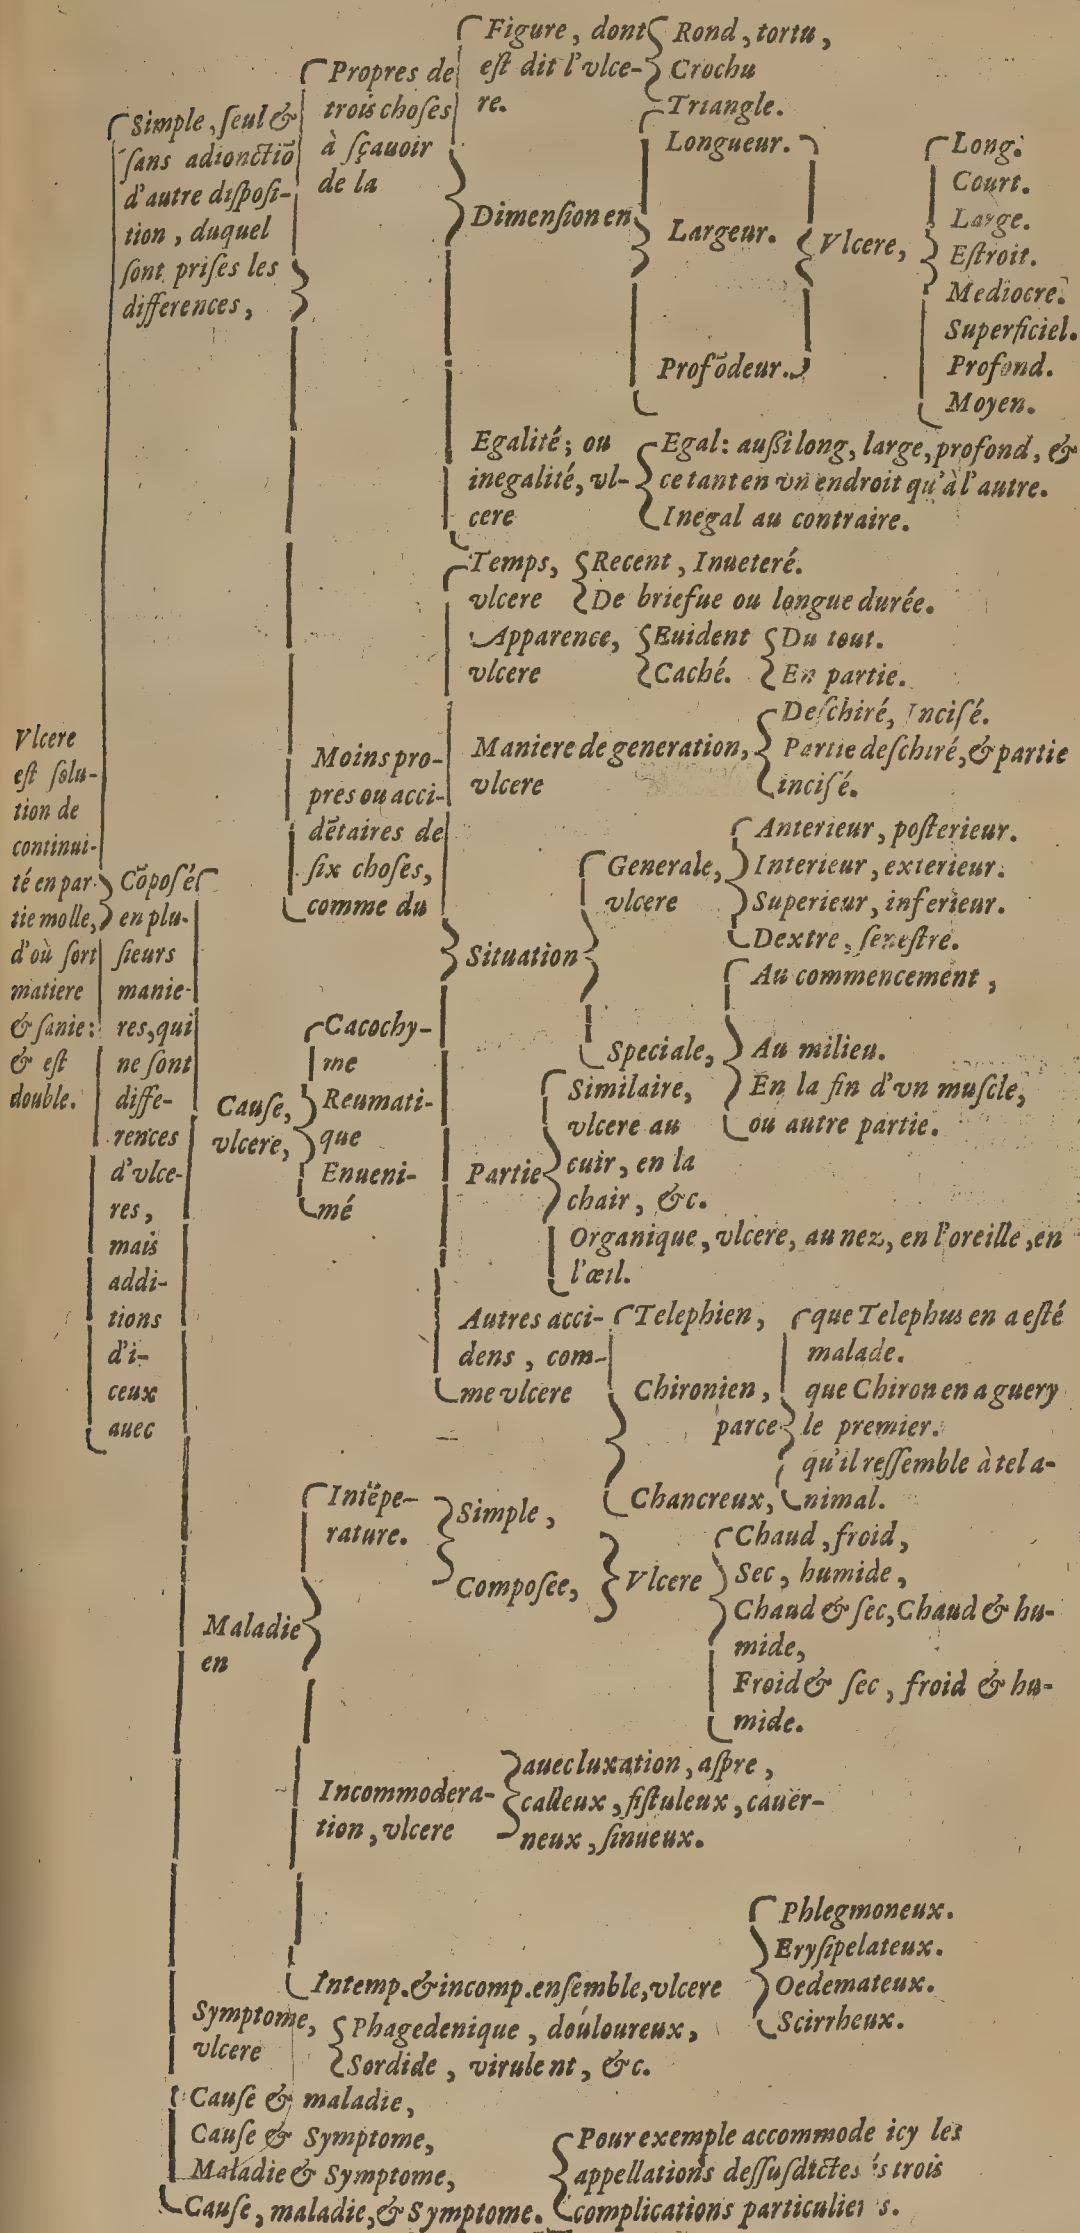 Vlcere
eſt ſolu-
tion de
continui-
té en par-
tie molle,
d'où ſort
matiere
& ſanie:
& eſt
double.
Simple, ſeul &
ſans adionctiõ
d'autre diſpoſi-
tion, duquel
ſont priſes les
differences,
Propres de
trois choſes
à ſçauoir
de la
Figure, dont
eſt dit l'vlce-
re.
Rond, tortu,
Crochu
Triangle.
Dimenſion en
Longueur.
Largeur.
Profõdeur.
Vlcere,
Long.
Court.
Large.
Eſtroit.
Mediocre.
Superficiel.
Profond.
Moyen.
Egalité; ou
inegalité, vl-
cere
Egal: außi long, large, profond, &
ce tant en vn endroit qu'à l'autre.
Inegal au contraire.
Moins pro-
pres ou acci-
dẽtaires de
ſix choſes,
comme du
Temps,
vlcere
Recent, Inueteré.
De briefue ou longue durée.
Apparence,
vlcere
Euident
Caché.
Du tout.
En partie.
Maniere de generation,
vlcere
Deſchiré, Inciſé.
Partie deſchiré, & partie
inciſé.
Situation
Generale,
vlcere
Anterieur, poſterieur.
Interieur, exterieur.
Superieur, inferieur.
Dextre, ſeneſtre.
Speciale,
Au commencement,
Au milieu.
En la fin d'vn muſcle,
ou autre partie.
Partie
Similaire,
vlcere au
cuir, en la
chair, &c.
Organique, vlcere, au nez, en l'oreille, en
l'œil.
Autres acci-
dens, com-
me vlcere
Telephien,
Chironien,
Chancreux,
parce
que Telephus en a eſté
malade.
que Chiron en a guery
le premier.
qu'il reſſemble à tel a-
nimal.
Cõpoſé
en plu-
ſieurs
manie-
res, qui
ne ſont
diffe-
rences
d'vlce-
res,
mais
addi-
tions
d'i-
ceux
auec
Cauſe,
vlcere,
Cacochy-
me
Reumati-
que
Enueni-
mé
Maladie
en
Intẽpe-
rature.
Simple,
Compoſée,
Vlcere
Chaud, froid,
Sec, humide,
Chaud & ſec, Chaud & hu-
mide,
Froid & ſec, froid & hu-
mide.
Incommodera-
tion, vlcere
auec luxation, aſpre,
calleux, fiſtuleux, cauer-
neux, ſinueux.
Intemp. & incomp. enſemble, vlcere
Phlegmoneux.
Eryſipelateux.
Oedemateux.
Scirrheux.
Symptome,
vlcere
Phagedenique, douloureux,
Sordide, virulent, &c.
Cauſe & maladie,
Cauſe & Symptome,
Maladie & Symptome,
Cauſe, maladie, & Symptome.
Pour exemple accommode icy les
appellations deſſuſdictes trois
complications particulieres.